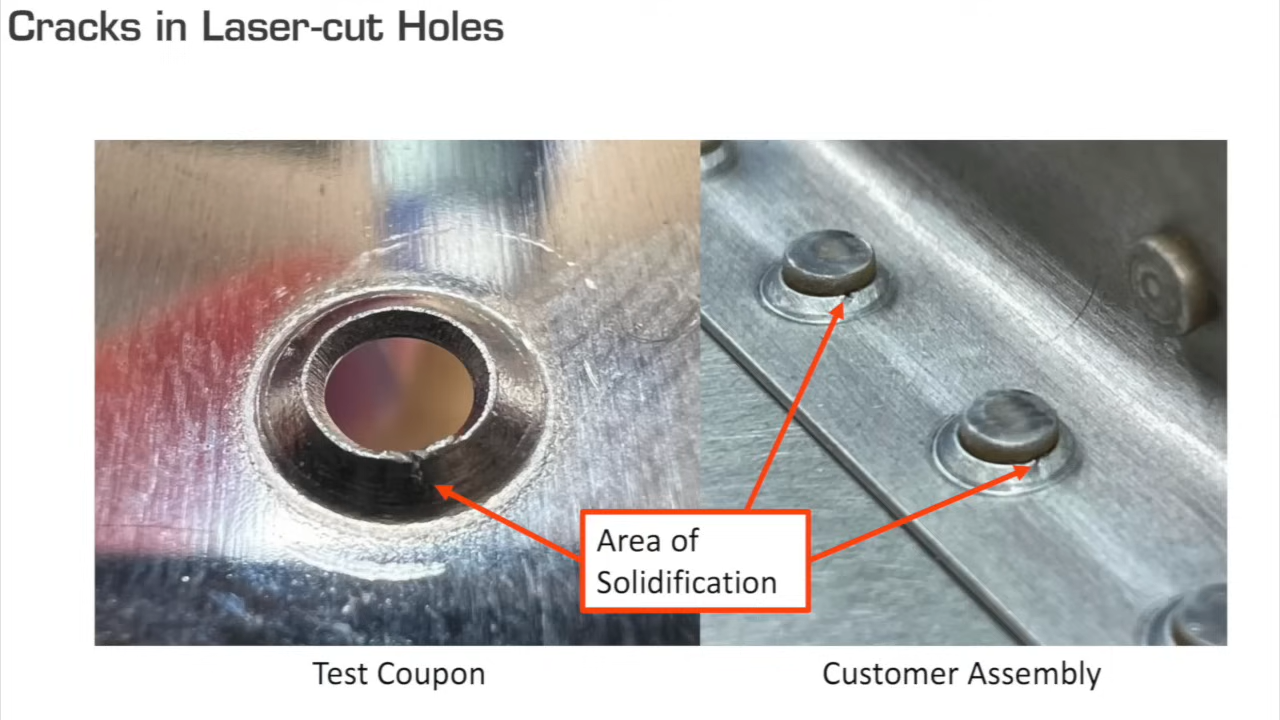 Cracks in Laser-cut Holes
Area of
Solidification
Test Coupon
Customer Assembly